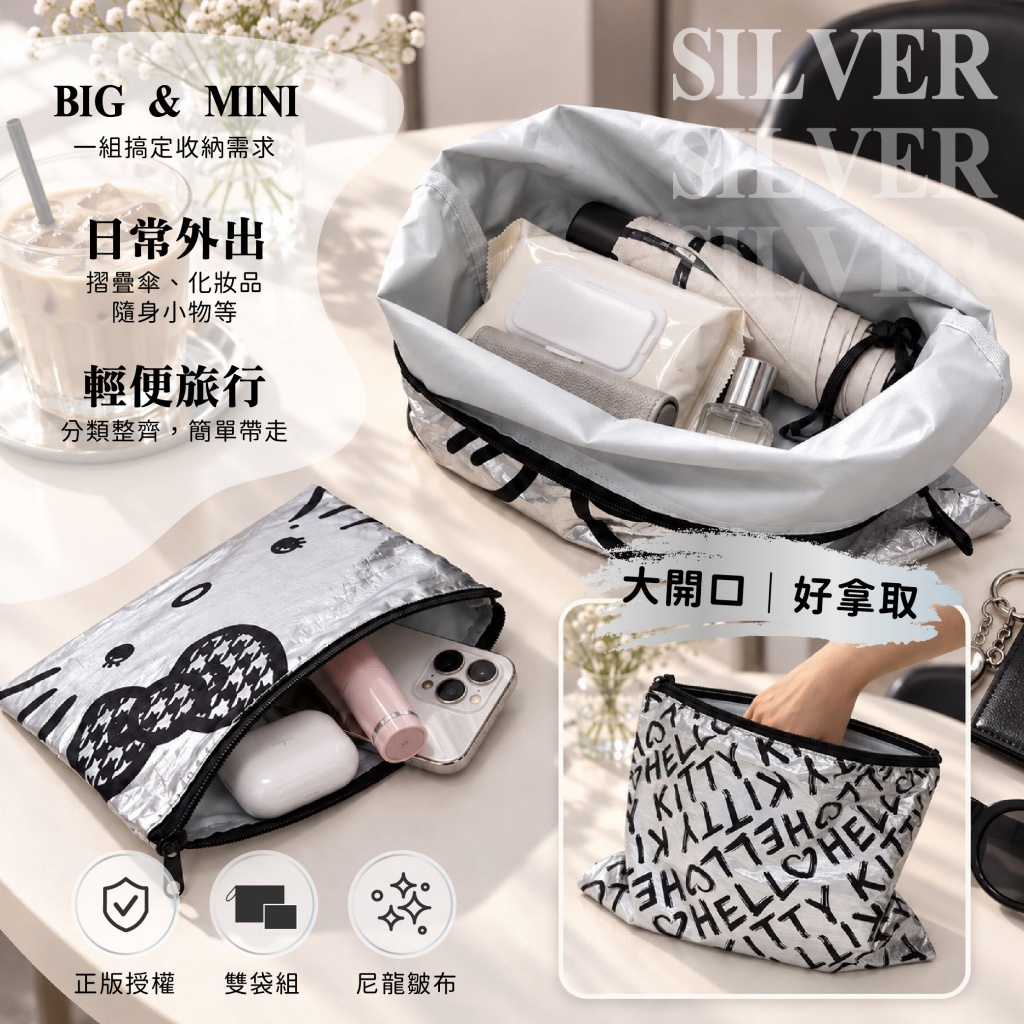 BIG & MINI
一組搞定收納需求
日常外出
摺疊傘、化妝品
隨身小物等
輕便旅行
分類整齊，簡單帶走
SILVER
SILVER
SILVER
大開口｜好拿取
HELLO KITTY
正版授權
雙袋組
尼龍皺布